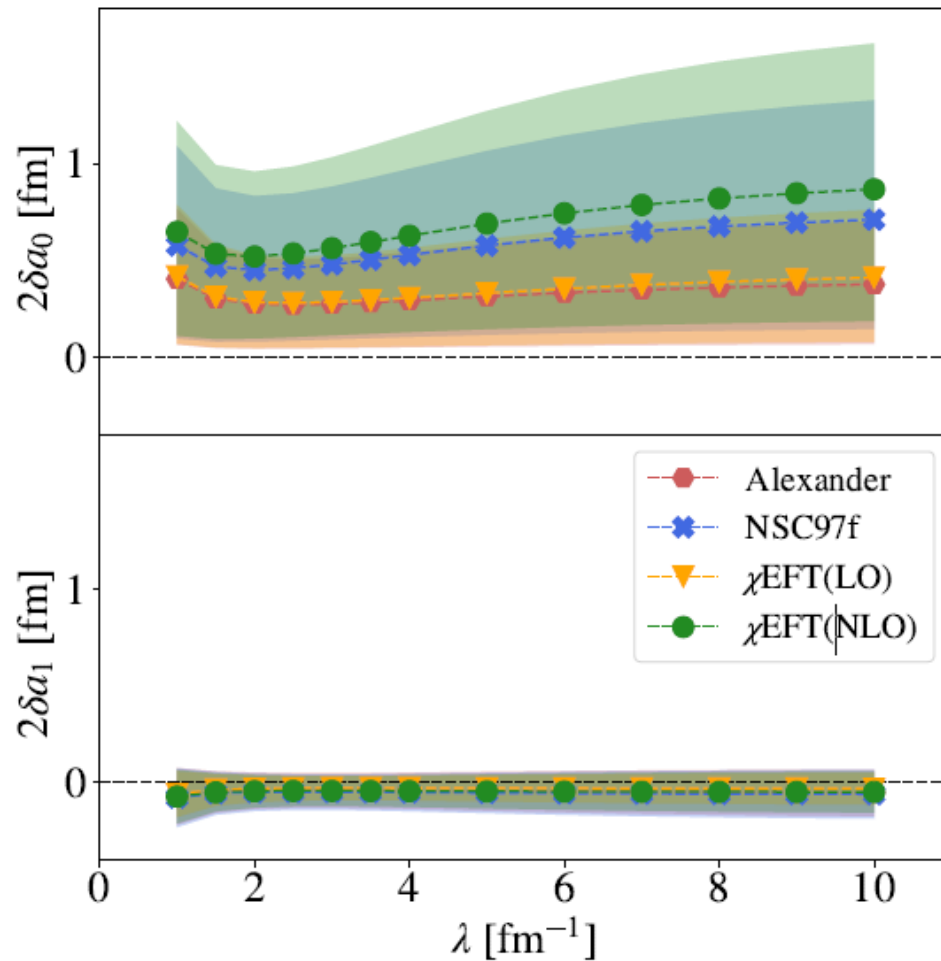 2δa₀ [fm]
1
0
2δa₁ [fm]
1
0
Alexander
NSC97f
χEFT(LO)
χEFT(NLO)
0 2 4 6 8 10
λ [fm⁻¹]